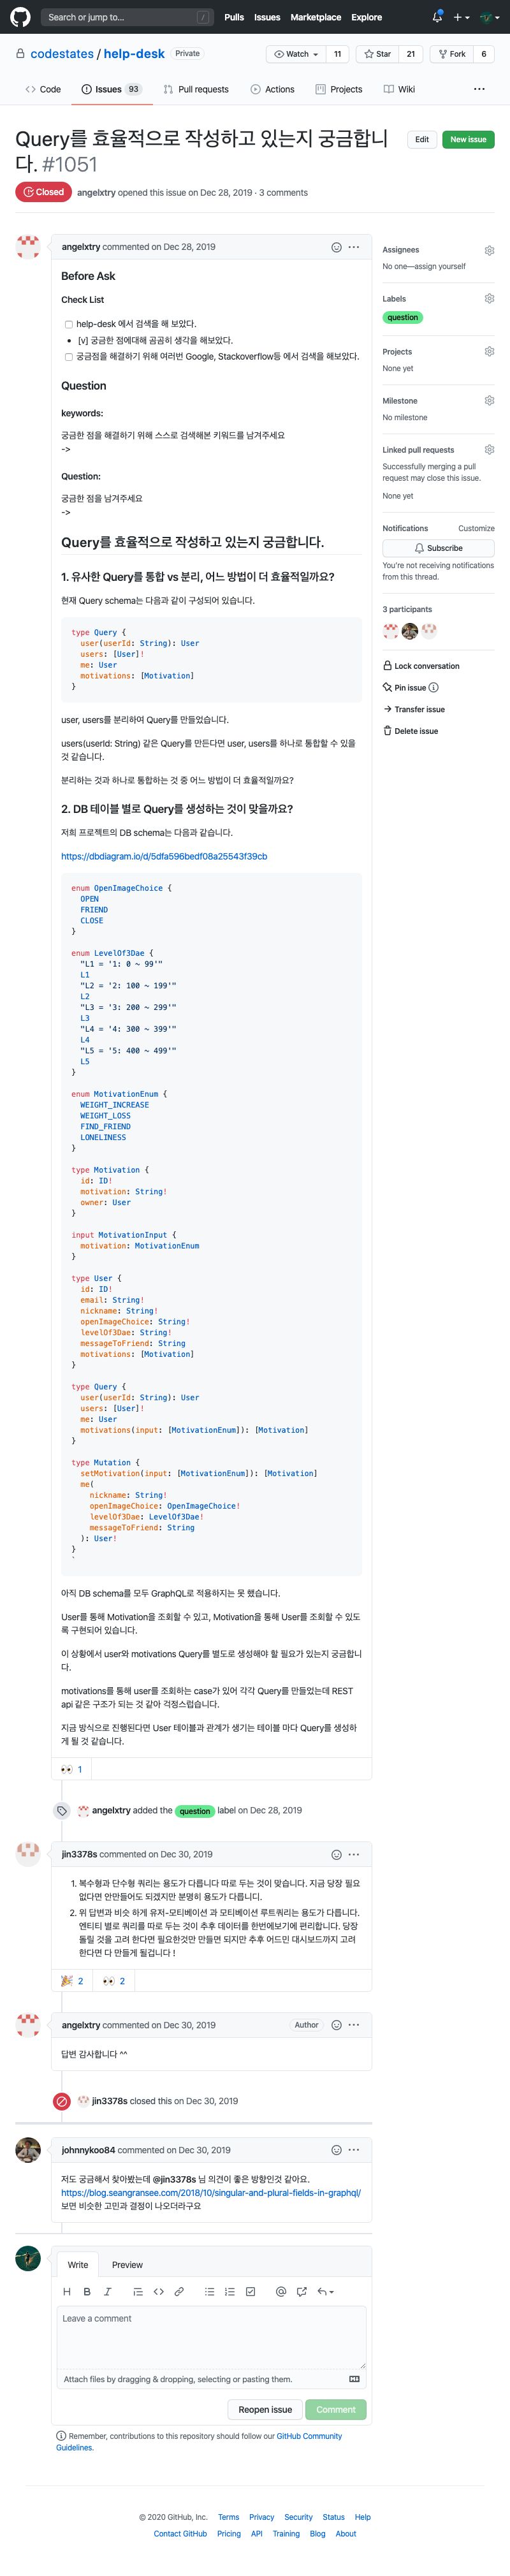 Search or jump to...
/
Pulls Issues Marketplace Explore
codestates / help-desk Private
Watch 11
Star 21
Fork 6
Code
Issues 93
Pull requests
Actions
Projects
Wiki
Query를 효율적으로 작성하고 있는지 궁금합니
다. #1051
Edit
New issue
Closed
angelxtry opened this issue on Dec 28, 2019 · 3 comments
angelxtry commented on Dec 28, 2019
Before Ask
Check List
help-desk 에서 검색을 해 보았다.
[v] 궁금한 점에대해 곰곰히 생각을 해보았다.
궁금점을 해결하기 위해 여러번 Google, Stackoverflow등 에서 검색을 해보았다.
Question
keywords:
궁금한 점을 해결하기 위해 스스로 검색해본 키워드를 남겨주세요
->
Question:
궁금한 점을 남겨주세요
->
Query를 효율적으로 작성하고 있는지 궁금합니다.
1. 유사한 Query를 통합 vs 분리, 어느 방법이 더 효율적일까요?
현재 Query schema는 다음과 같이 구성되어 있습니다.
type Query {
user(userId: String): User
users: [User]!
me: User
motivations: [Motivation]
}
user, users를 분리하여 Query를 만들었습니다.
users(userId: String) 같은 Query를 만든다면 user, users를 하나로 통합할 수 있을
것 같습니다.
분리하는 것과 하나로 통합하는 것 중 어느 방법이 더 효율적일까요?
2. DB 테이블 별로 Query를 생성하는 것이 맞을까요?
저희 프로젝트의 DB schema는 다음과 같습니다.
https://dbdiagram.io/d/5dfa596bedf08a25543f39cb
enum OpenImageChoice {
OPEN
FRIEND
CLOSE
}
enum LevelOf3Dae {
"L1 = '1: 0 ~ 99'"
L1
"L2 = '2: 100 ~ 199'"
L2
"L3 = '3: 200 ~ 299'"
L3
"L4 = '4: 300 ~ 399'"
L4
"L5 = '5: 400 ~ 499'"
L5
}
enum MotivationEnum {
WEIGHT_INCREASE
WEIGHT_LOSS
FIND_FRIEND
LONELINESS
}
type Motivation {
id: ID!
motivation: String!
owner: User
}
input MotivationInput {
motivation: MotivationEnum
}
type User {
id: ID!
email: String!
nickname: String!
openImageChoice: String!
levelOf3Dae: String!
messageToFriend: String
motivations: [Motivation]
}
type Query {
user(userId: String): User
users: [User]!
me: User
motivations(input: [MotivationEnum]): [Motivation]
}
type Mutation {
setMotivation(input: [MotivationEnum]): [Motivation]
me(
nickname: String!
openImageChoice: OpenImageChoice!
levelOf3Dae: LevelOf3Dae!
messageToFriend: String
): User!
}
`
아직 DB schema를 모두 GraphQL로 적용하지는 못 했습니다.
User를 통해 Motivation을 조회할 수 있고, Motivation을 통해 User를 조회할 수 있도
록 구현되어 있습니다.
이 상황에서 user와 motivations Query를 별도로 생성해야 할 필요가 있는지 궁금합니
다.
motivations를 통해 user를 조회하는 case가 있어 각각 Query를 만들었는데 REST
api 같은 구조가 되는 것 같아 걱정스럽습니다.
지금 방식으로 진행된다면 User 테이블과 관계가 생기는 테이블 마다 Query를 생성하
게 될 것 같습니다.
👀 1
angelxtry added the question label on Dec 28, 2019
jin3378s commented on Dec 30, 2019
1. 복수형과 단수형 쿼리는 용도가 다릅니다 따로 두는 것이 맞습니다. 지금 당장 필요
없다면 안만들어도 되겠지만 분명히 용도가 다릅니다.
2. 위 답변과 비슷 하게 유저-모티베이션 과 모티베이션 루트쿼리는 용도가 다릅니다.
엔티티 별로 쿼리를 따로 두는 것이 추후 데이터를 한번에보기에 편리합니다. 당장
돌릴 것을 고려 한다면 필요한것만 만들면 되지만 추후 어드민 대시보드까지 고려
한다면 다 만들게 될겁니다 !
🎉 2 👀 2
angelxtry commented on Dec 30, 2019 Author
답변 감사합니다 ^^
jin3378s closed this on Dec 30, 2019
johnnykoo84 commented on Dec 30, 2019
저도 궁금해서 찾아봤는데 @jin3378s 님 의견이 좋은 방향인것 같아요.
https://blog.seangransee.com/2018/10/singular-and-plural-fields-in-graphql/
보면 비슷한 고민과 결정이 나오더라구요
Write
Preview
Leave a comment
Attach files by dragging & dropping, selecting or pasting them.
Reopen issue
Comment
Remember, contributions to this repository should follow our GitHub Community
Guidelines.
Assignees
No one—assign yourself
Labels
question
Projects
None yet
Milestone
No milestone
Linked pull requests
Successfully merging a pull
request may close this issue.
None yet
Notifications Customize
Subscribe
You're not receiving notifications
from this thread.
3 participants
Lock conversation
Pin issue
Transfer issue
Delete issue
© 2020 GitHub, Inc. Terms Privacy Security Status Help
Contact GitHub Pricing API Training Blog About